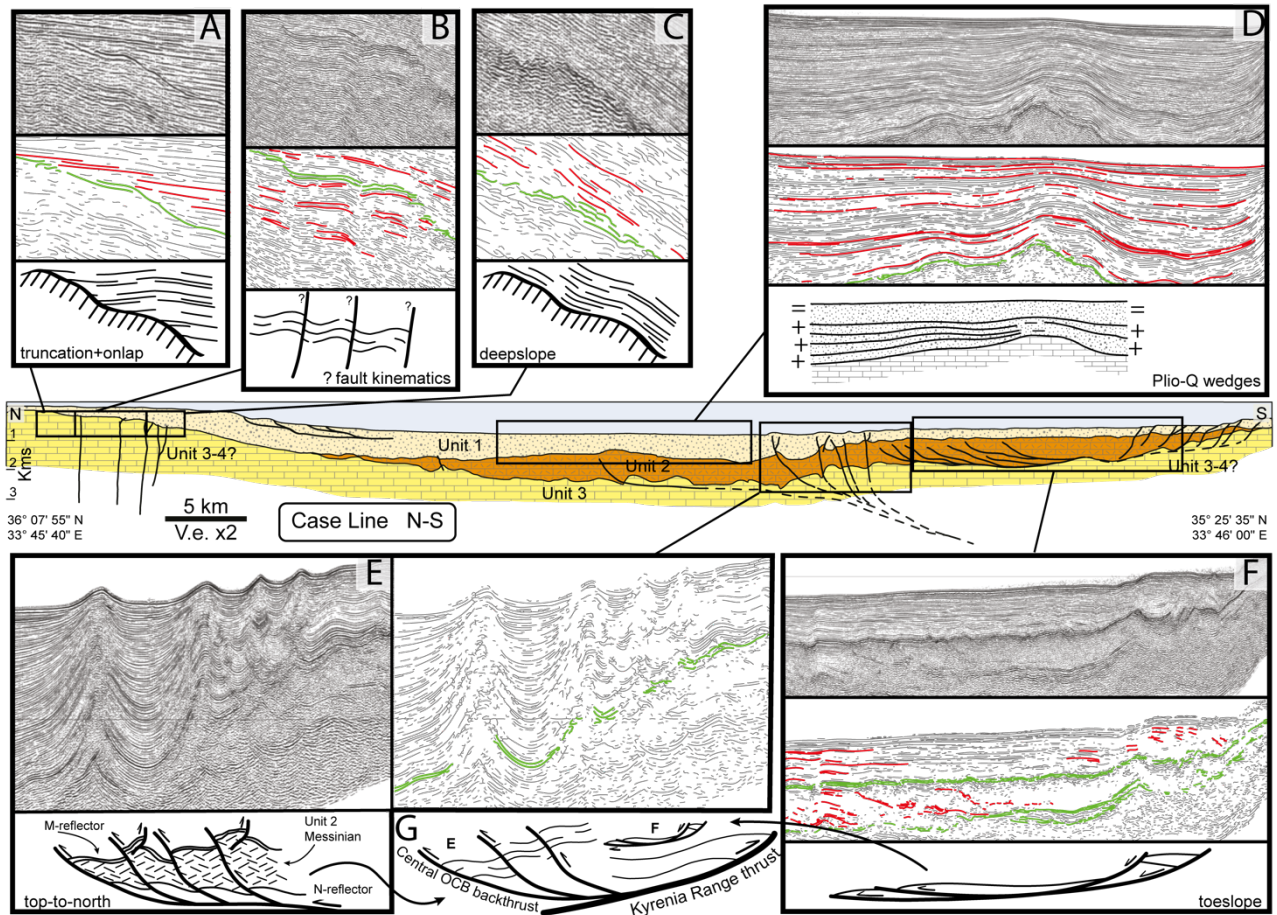 A
B
C
D
truncation+onlap
?
?
?
? fault kinematics
deepslope
=
+
+
+
=
+
+
+
Plio-Q wedges
N
S
1
2
3
Kms
Unit 3-4?
Unit 1
Unit 2
Unit 3
Unit 3-4?
36° 07' 55" N
33° 45' 40" E
5 km
V.e. x2
Case Line N-S
35° 25' 35" N
33° 46' 00" E
E
F
M-reflector
Unit 2
Messinian
N-reflector
top-to-north
G
E
F
Central OCB backthrust
Kyrenia Range thrust
toeslope